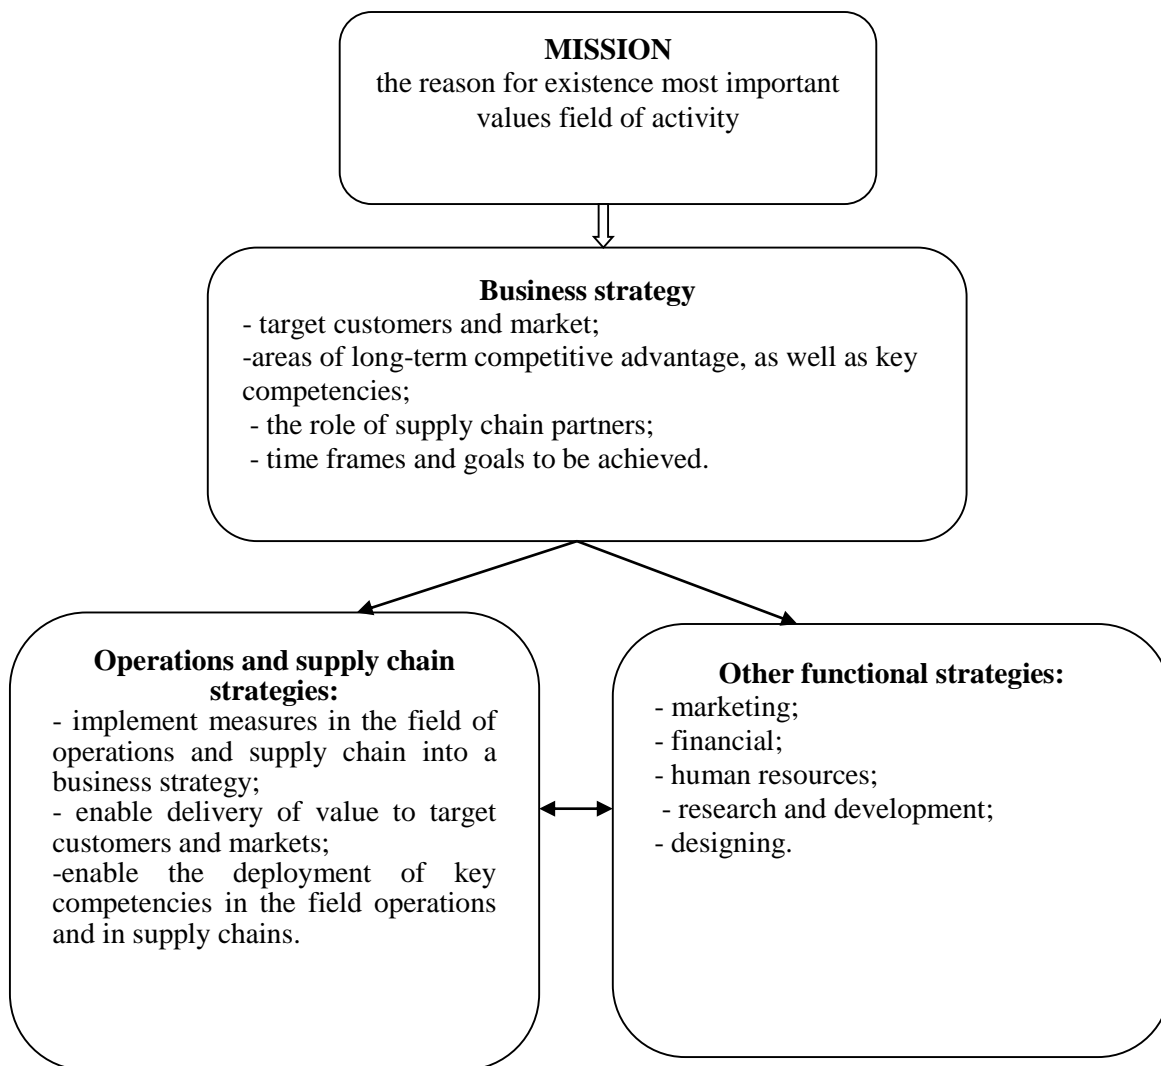 MISSION
the reason for existence most important
values field of activity
Business strategy
- target customers and market;
-areas of long-term competitive advantage, as well as key
competencies;
- the role of supply chain partners;
- time frames and goals to be achieved.
Operations and supply chain
strategies:
- implement measures in the field of
operations and supply chain into a
business strategy;
- enable delivery of value to target
customers and markets;
-enable the deployment of key
competencies in the field operations
and in supply chains.
Other functional strategies:
- marketing;
- financial;
- human resources;
- research and development;
- designing.